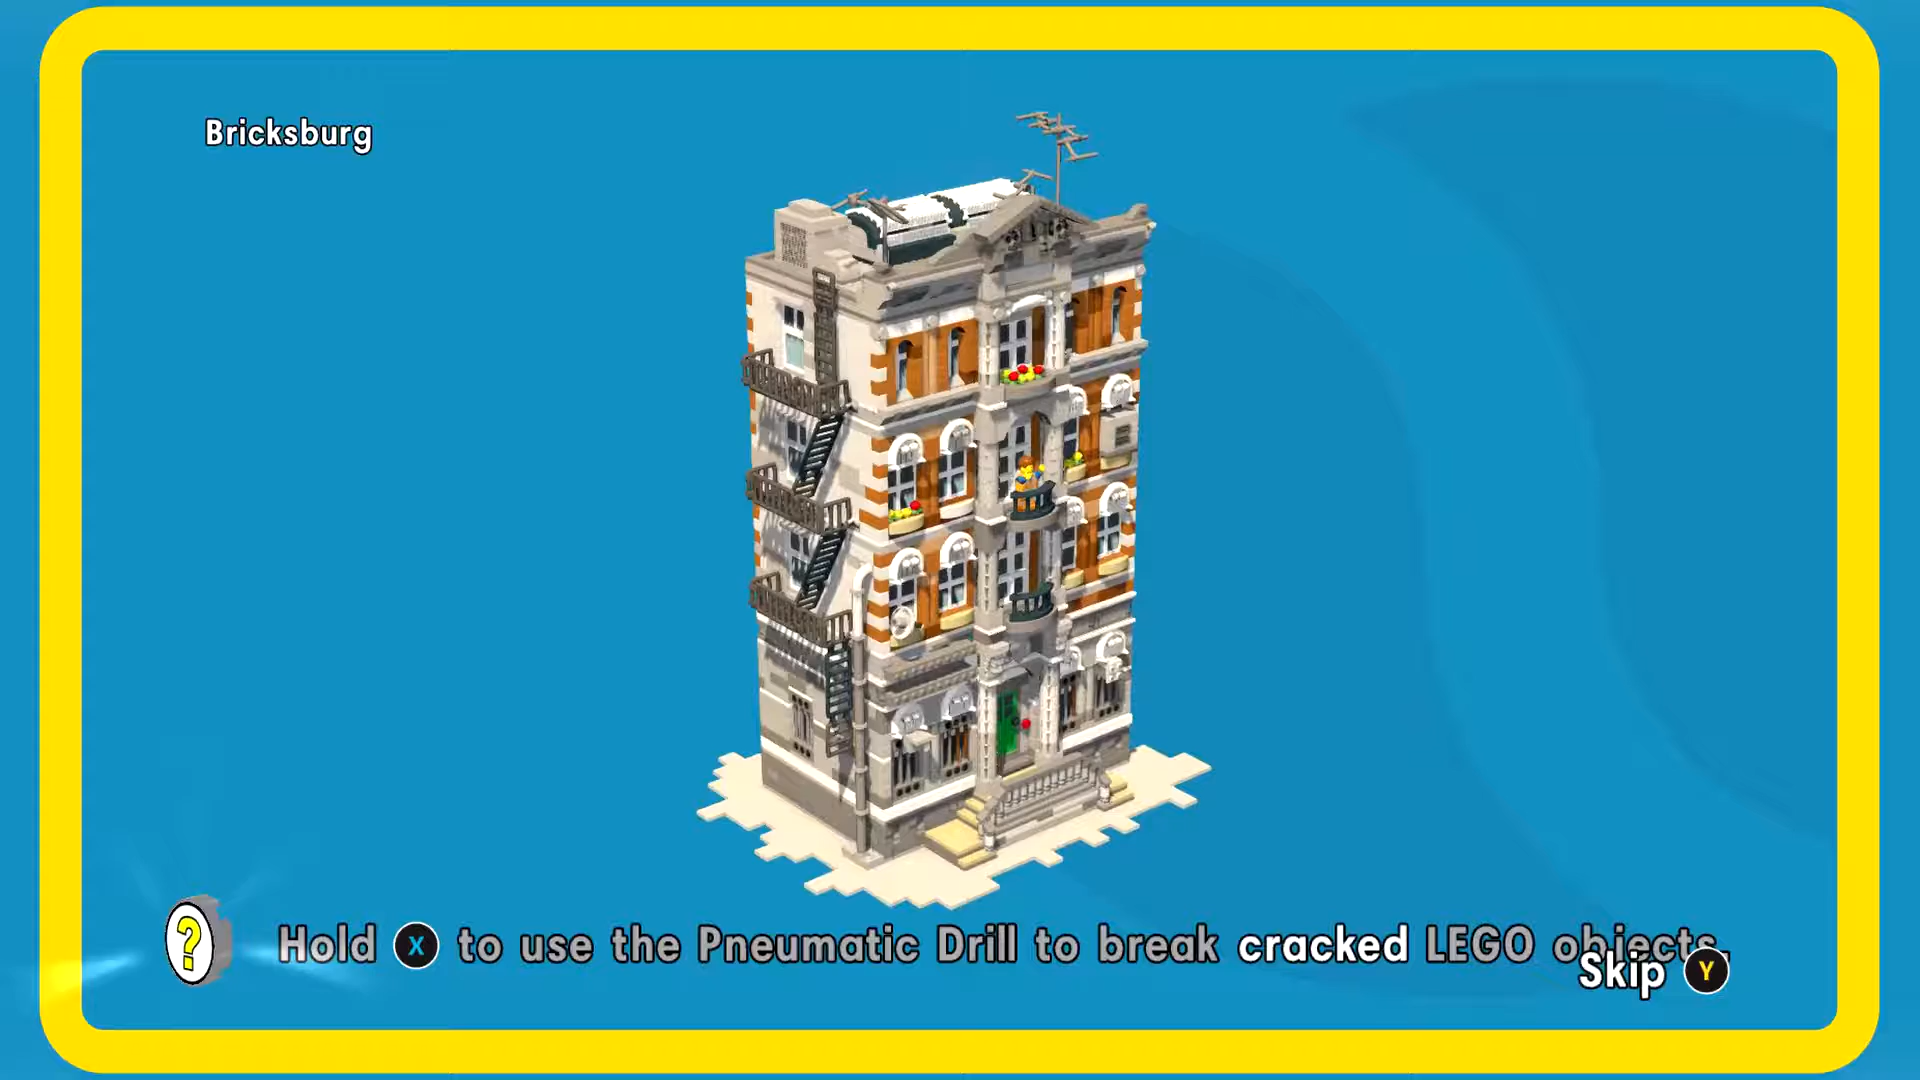 Bricksburg
? Hold X to use the Pneumatic Drill to break cracked LEGO objects.
Skip Y